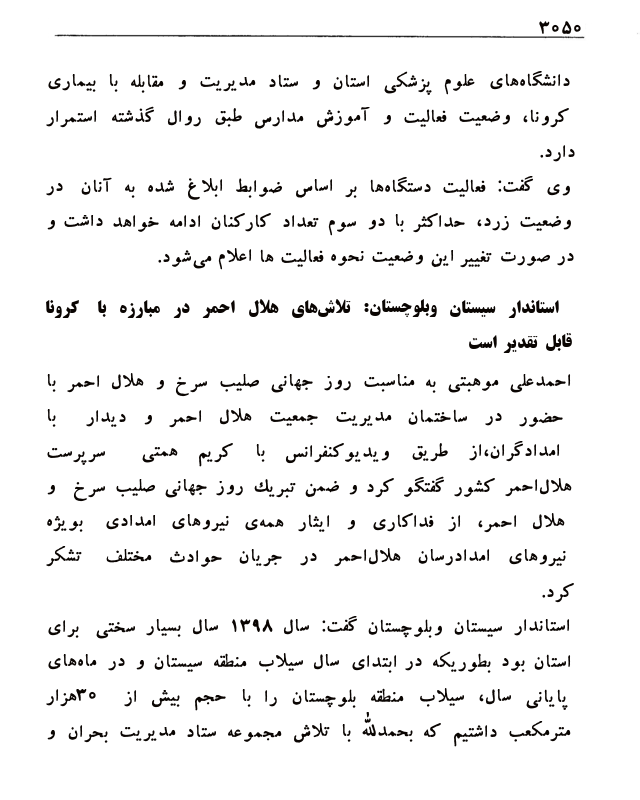 ۳۰۵۰
دانشگاه‌های علوم پزشکی استان و ستاد مدیریت و مقابله با بیماری
کرونا، وضعیت فعالیت و آموزش مدارس طبق روال گذشته استمرار
دارد.
وی گفت: فعالیت دستگاه‌ها بر اساس ضوابط ابلاغ شده به آنان در
وضعیت زرد، حداکثر با دو سوم تعداد کارکنان ادامه خواهد داشت و
در صورت تغییر این وضعیت نحوه فعالیت ها اعلام می‌شود.
استاندار سیستان وبلوچستان: تلاش‌های هلال احمر در مبارزه با کرونا
قابل تقدیر است
احمدعلی موهبتی به مناسبت روز جهانی صلیب سرخ و هلال احمر با
حضور در ساختمان مدیریت جمعیت هلال احمر و دیدار با
امدادگران،از طریق ویدیوکنفرانس با کریم همتی سرپرست
هلال‌احمر کشور گفتگو کرد و ضمن تبریك روز جهانی صلیب سرخ و
هلال احمر، از فداکاری و ایثار همه‌ی نیروهای امدادی بویژه
نیروهای امدادرسان هلال‌احمر در جریان حوادث مختلف تشکر
کرد.
استاندار سیستان وبلوچستان گفت: سال ۱۳۹۸ سال بسیار سختی برای
استان بود بطوریکه در ابتدای سال سیلاب منطقه سیستان و در ماه‌های
پایانی سال، سیلاب منطقه بلوچستان را با حجم بیش از ۳۰هزار
مترمکعب داشتیم که بحمدلله با تلاش مجموعه ستاد مدیریت بحران و